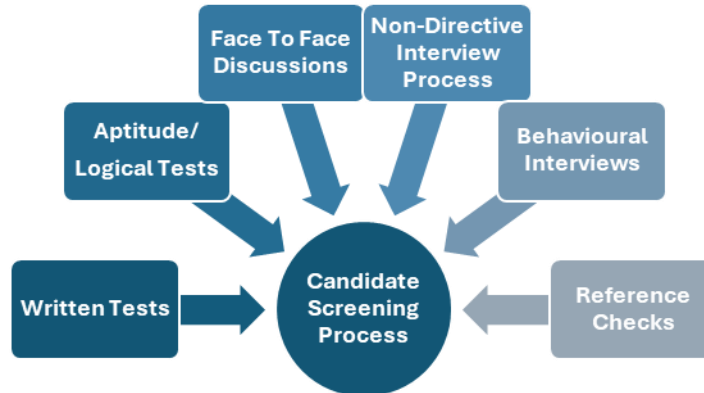 Face To Face
Discussions
Non-Directive
Interview
Process
Aptitude/
Logical Tests
Behavioural
Interviews
Written Tests
Candidate
Screening
Process
Reference
Checks